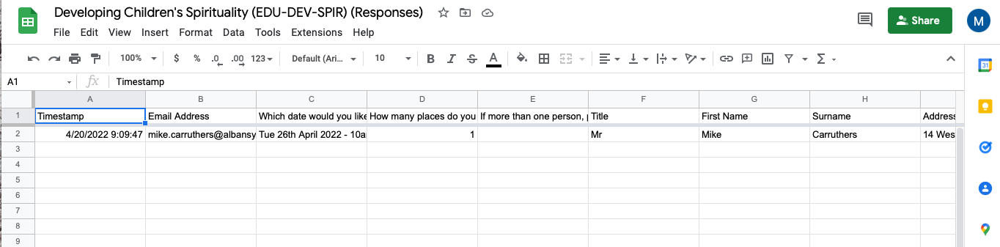 Developing Children's Spirituality (EDU-DEV-SPIR) (Responses)
File Edit View Insert Format Data Tools Extensions Help
Share
M
100% $ % .0 .00 123 Default (Ari... 10 B I S A
31
A1 fx Timestamp
A B C D E F G H
1 Timestamp Email Address Which date would you like How many places do you If more than one person, Title First Name Surname Address
2 4/20/2022 9:09:47 mike.carruthers@albansy Tue 26th April 2022 - 10a 1 Mr Mike Carruthers 14 Wes
3
4
5
6
7
8
9